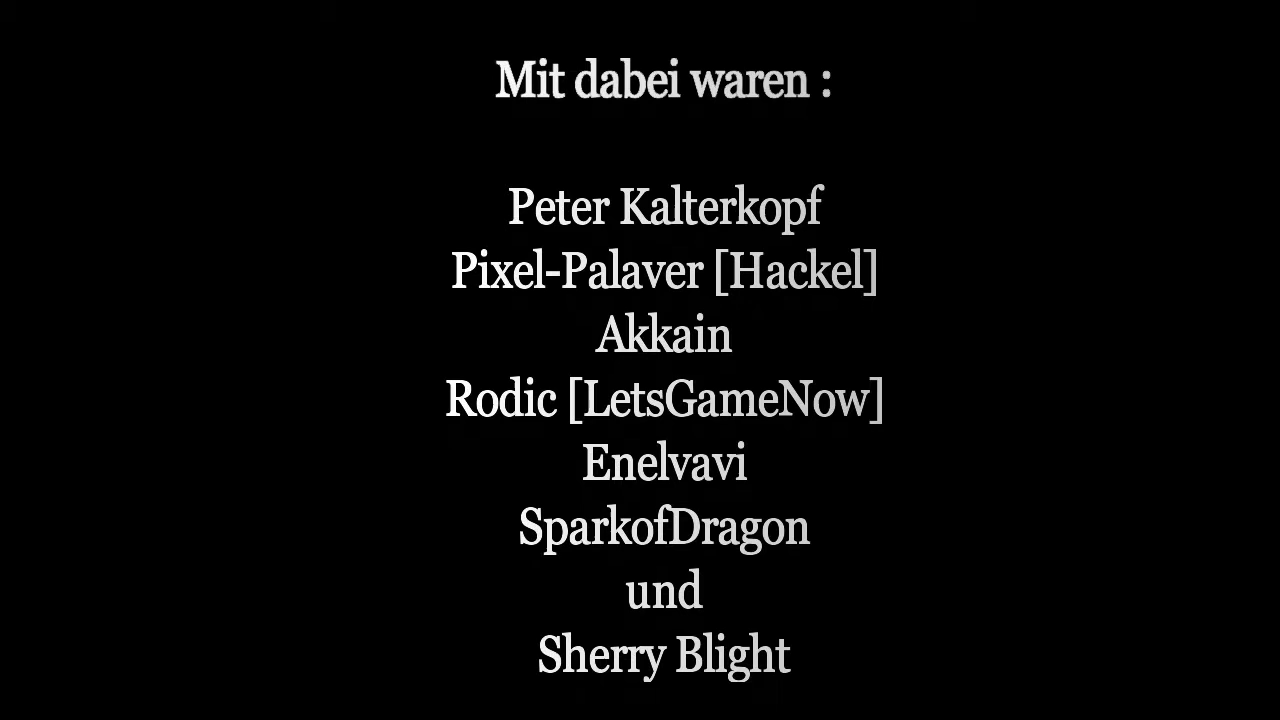 Mit dabei waren :
Peter Kalterkopf
Pixel-Palaver [Hackel]
Akkain
Rodic [LetsGameNow]
Enelvavi
SparkofDragon
und
Sherry Blight